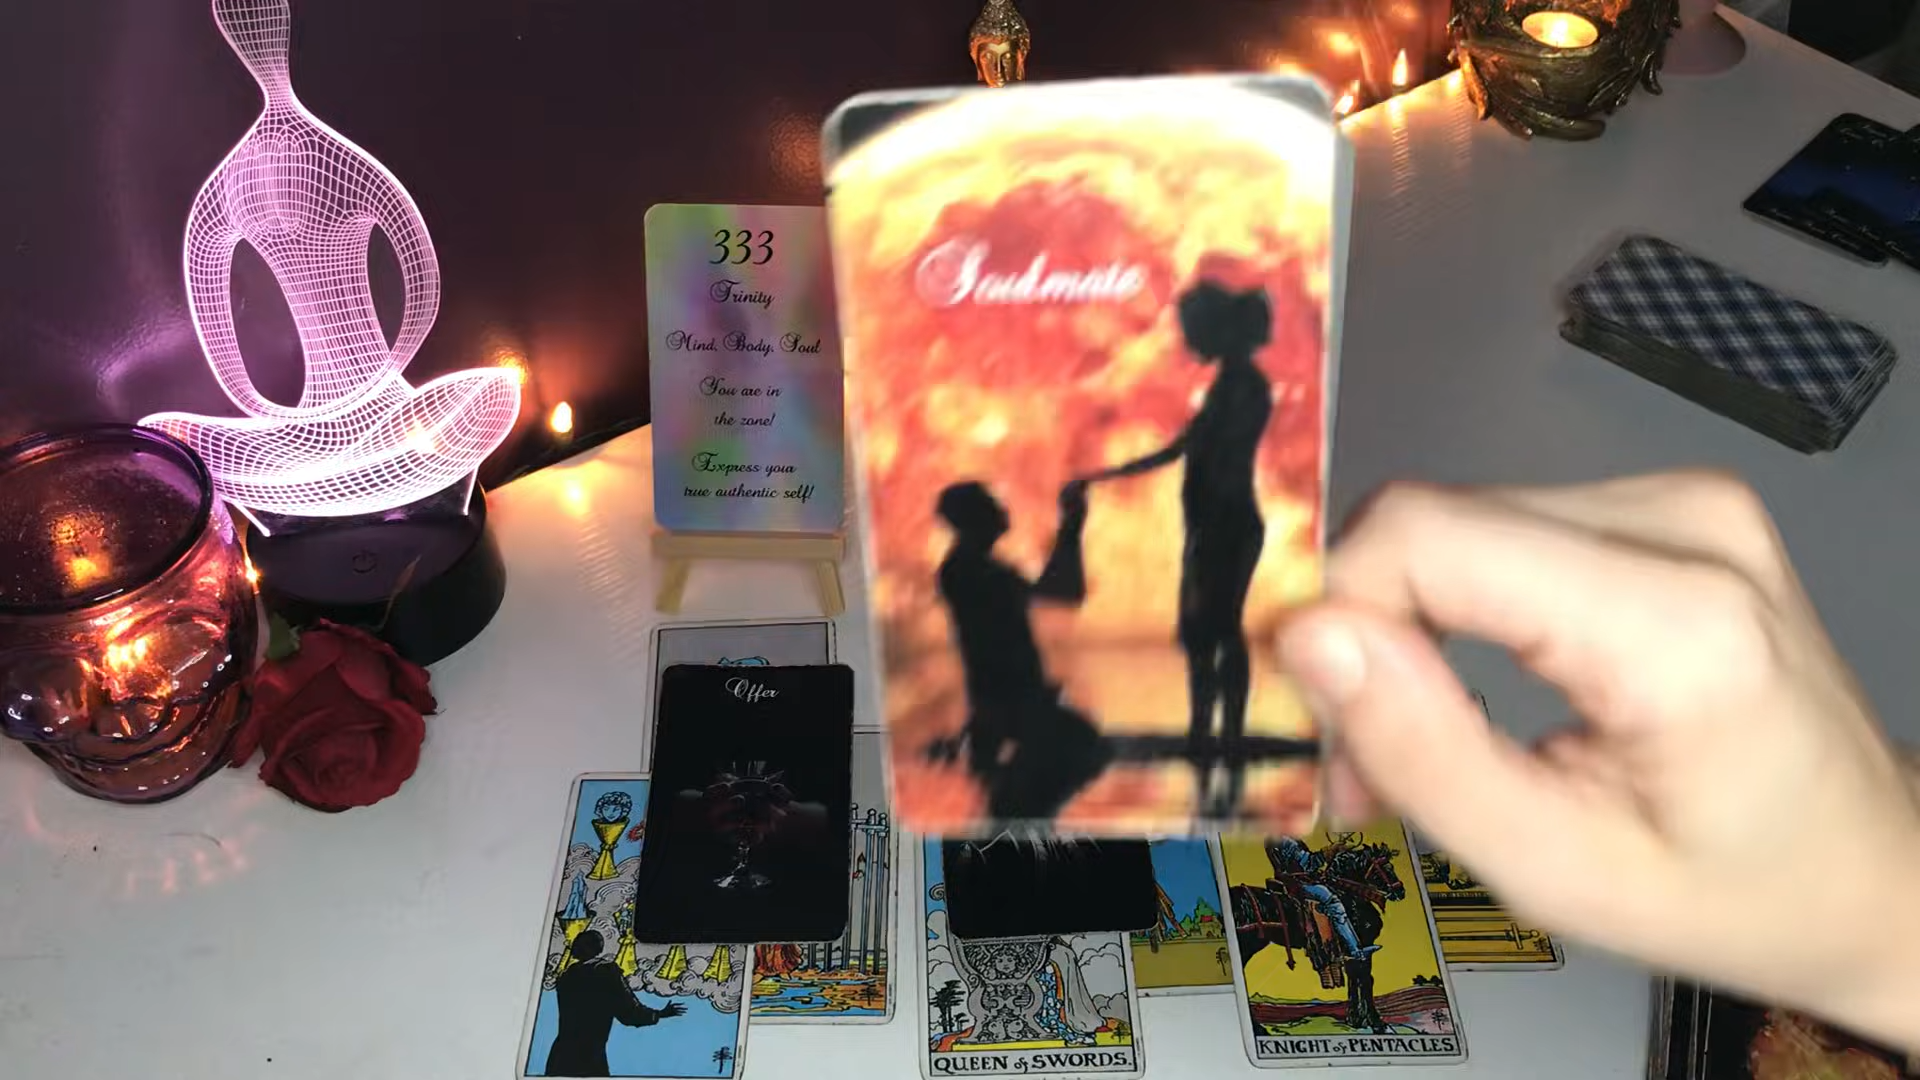 333
Trinity
Mind, Body, Soul
You are in
the zone!
Express your
true authentic self!
Soulmate
Offer
QUEEN of SWORDS.
KNIGHT of PENTACLES